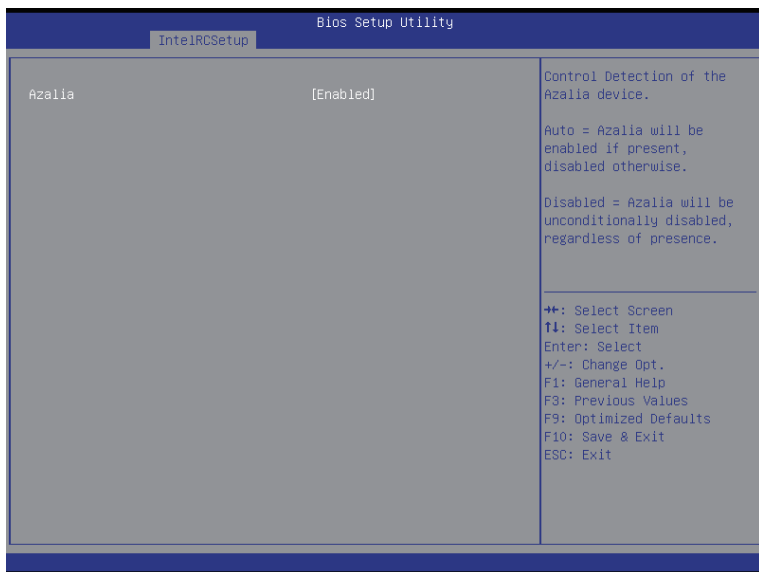 Bios Setup Utility
IntelRCSetup
Azalia [Enabled]
Control Detection of the
Azalia device.
Auto = Azalia will be
enabled if present,
disabled otherwise.
Disabled = Azalia will be
unconditionally disabled,
regardless of presence.
→←: Select Screen
↑↓: Select Item
Enter: Select
+/-: Change Opt.
F1: General Help
F3: Previous Values
F9: Optimized Defaults
F10: Save & Exit
ESC: Exit